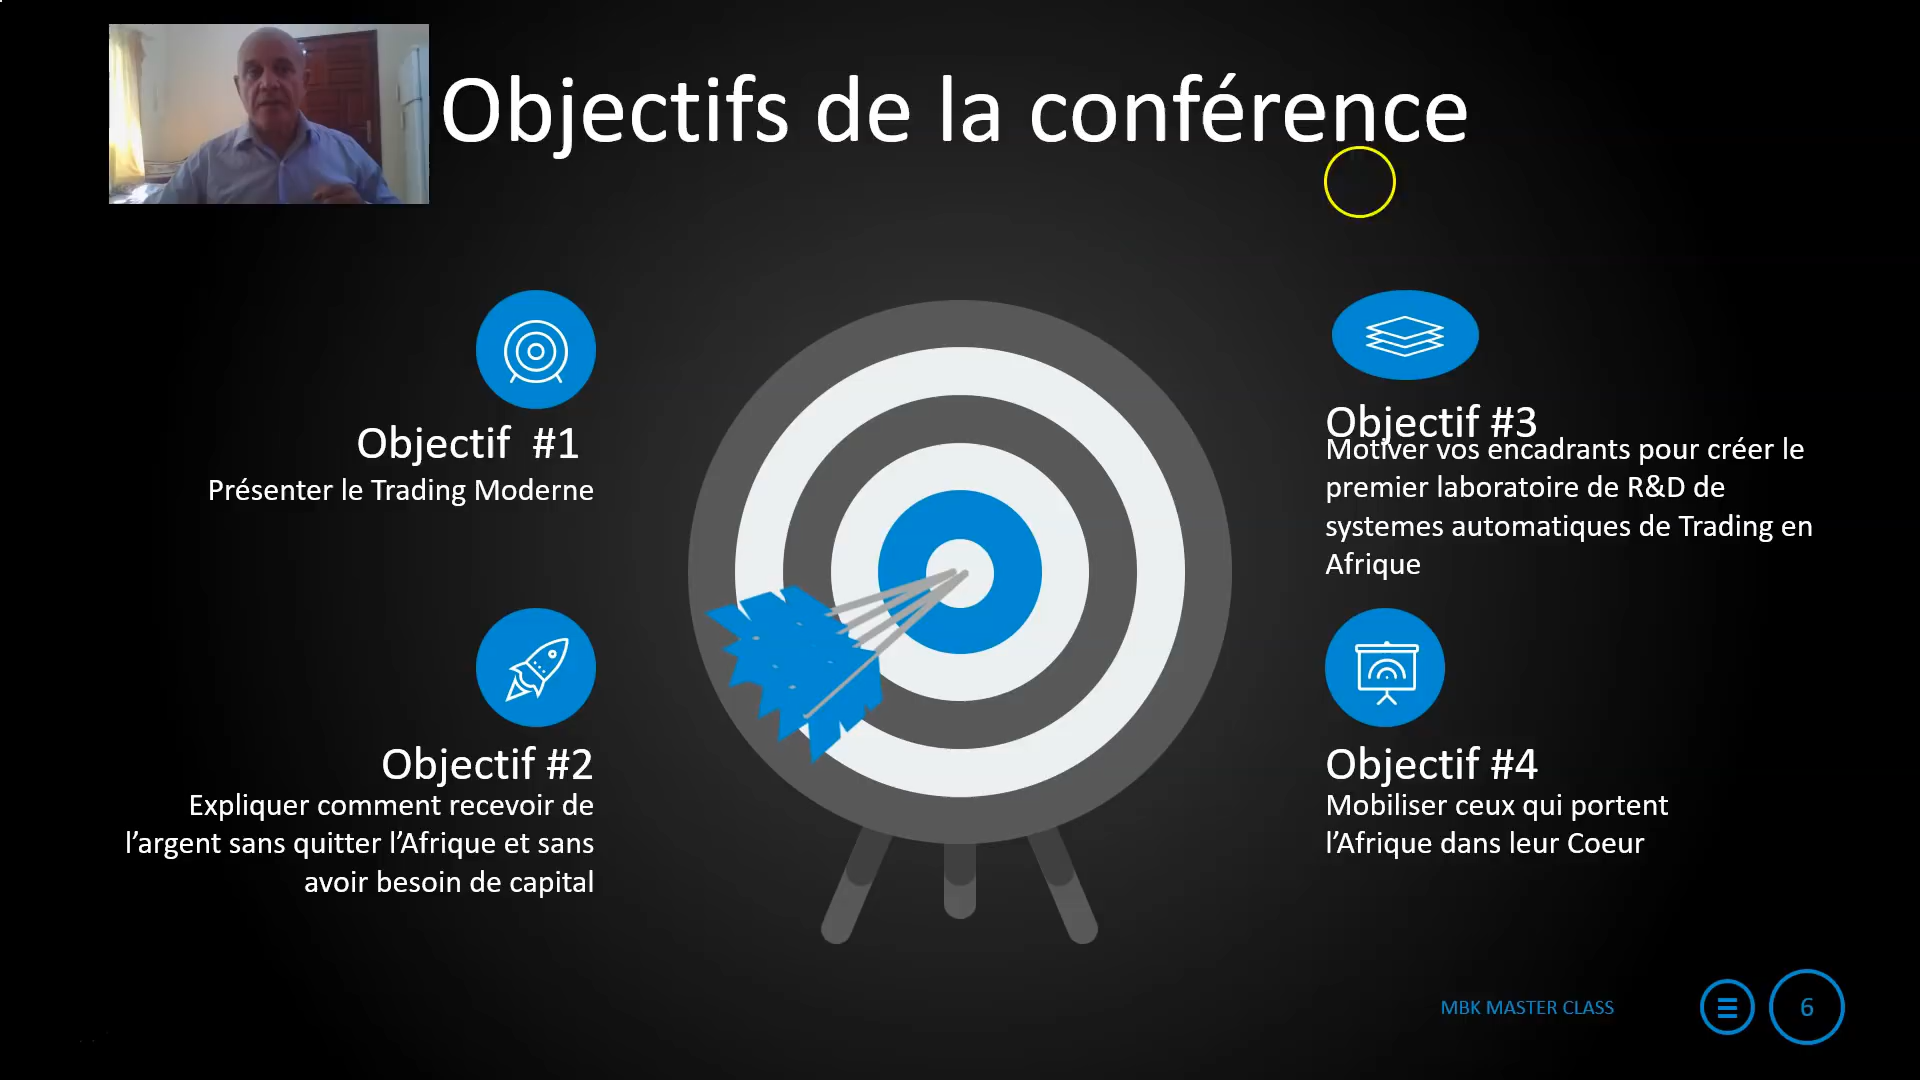 Objectifs de la conférence
Objectif #1
Présenter le Trading Moderne
Objectif #2
Expliquer comment recevoir de
l’argent sans quitter l’Afrique et sans
avoir besoin de capital
Objectif #3
Motiver vos encadrants pour créer le
premier laboratoire de R&D de
systemes automatiques de Trading en
Afrique
Objectif #4
Mobiliser ceux qui portent
l’Afrique dans leur Coeur
MBK MASTER CLASS
6